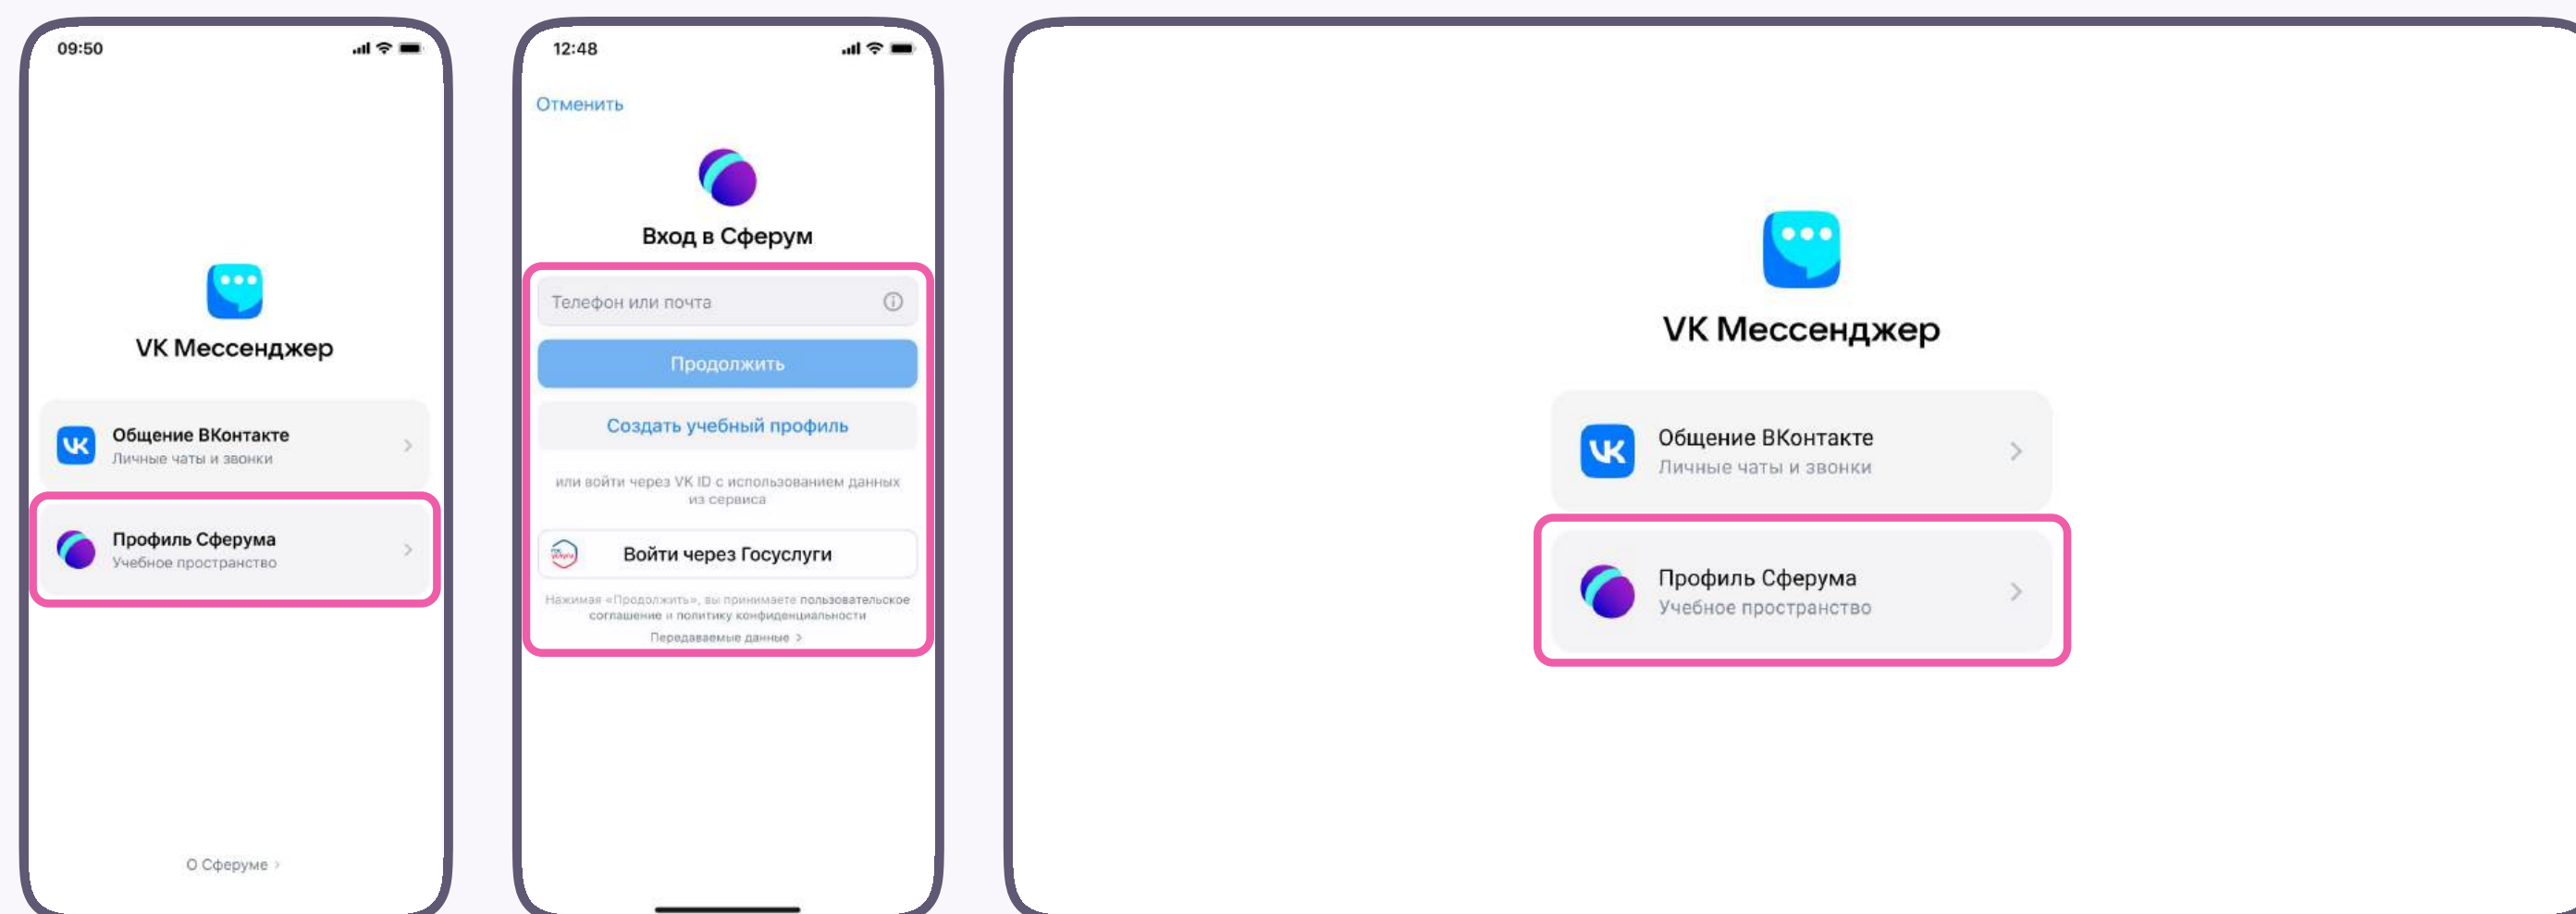 09:50
VK Мессенджер
Общение ВКонтакте
Личные чаты и звонки
Профиль Сферума
Учебное пространство
О Сферуме
12:48
Отменить
Вход в Сферум
Телефон или почта
Продолжить
Создать учебный профиль
или войти через VK ID с использованием данных
из сервиса
Войти через Госуслуги
Нажимая «Продолжить», вы принимаете пользовательское
соглашение и политику конфиденциальности
Передаваемые данные
VK Мессенджер
Общение ВКонтакте
Личные чаты и звонки
Профиль Сферума
Учебное пространство